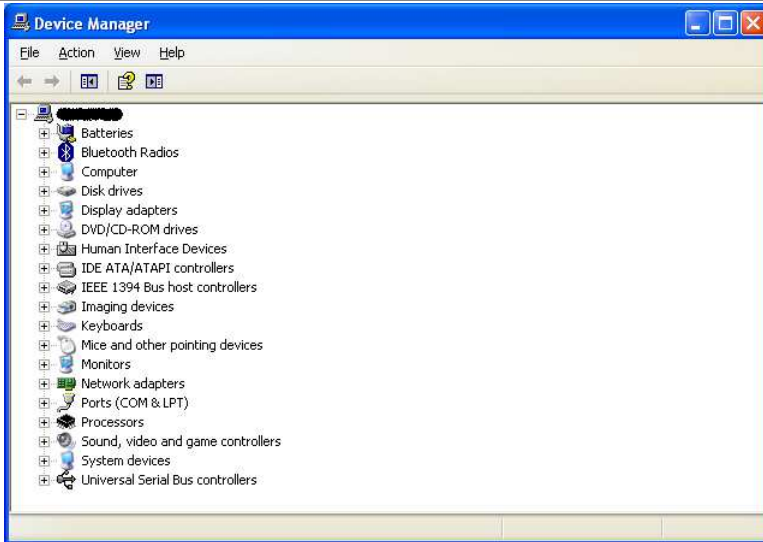 Device Manager
File Action View Help
Batteries
Bluetooth Radios
Computer
Disk drives
Display adapters
DVD/CD-ROM drives
Human Interface Devices
IDE ATA/ATAPI controllers
IEEE 1394 Bus host controllers
Imaging devices
Keyboards
Mice and other pointing devices
Monitors
Network adapters
Ports (COM & LPT)
Processors
Sound, video and game controllers
System devices
Universal Serial Bus controllers